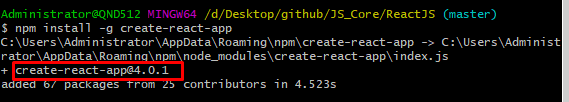 Administrator@QND512 MINGW64 /d/Desktop/github/JS_Core/ReactJS (master)
$ npm install -g create-react-app
C:\Users\Administrator\AppData\Roaming\npm\create-react-app -> C:\Users\Administ
rator\AppData\Roaming\npm\node_modules\create-react-app\index.js
+ create-react-app@4.0.1
added 67 packages from 25 contributors in 4.523s